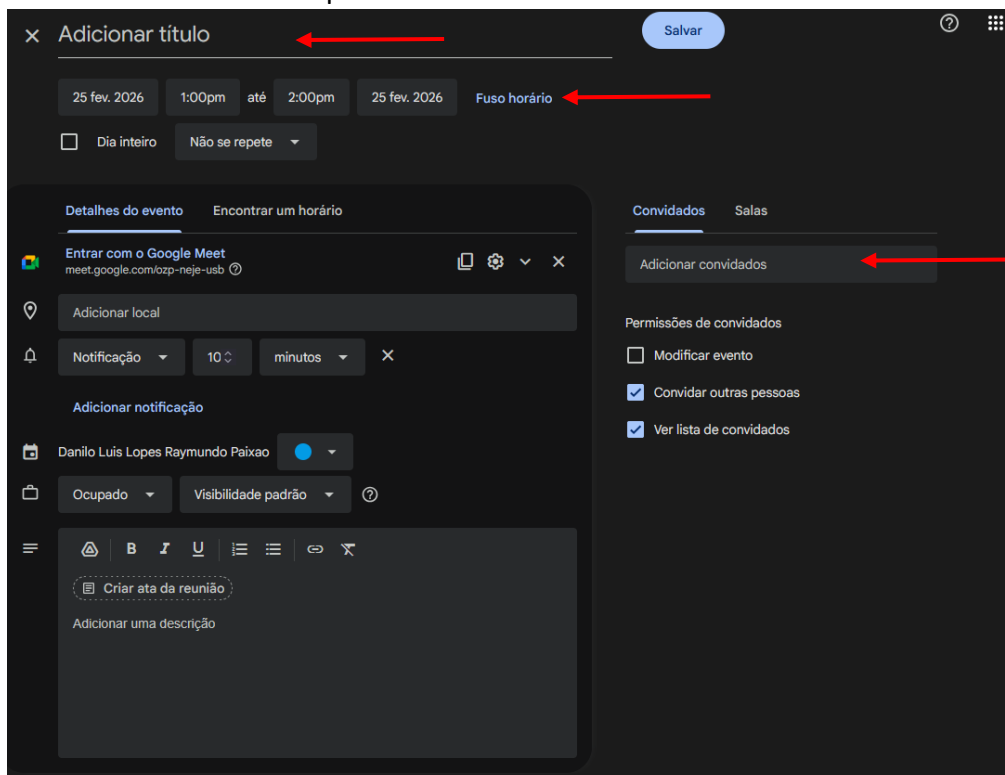 Adicionar título
Salvar
25 fev. 2026 1:00pm até 2:00pm 25 fev. 2026 Fuso horário
Dia inteiro Não se repete
Detalhes do evento Encontrar um horário
Convidados Salas
Entrar com o Google Meet
meet.google.com/ozp-neje-usb
Adicionar convidados
Adicionar local
Permissões de convidados
Notificação 10 minutos
Modificar evento
Convidar outras pessoas
Adicionar notificação
Ver lista de convidados
Danilo Luis Lopes Raymundo Paixao
Ocupado Visibilidade padrão
B I U
Criar ata da reunião
Adicionar uma descrição